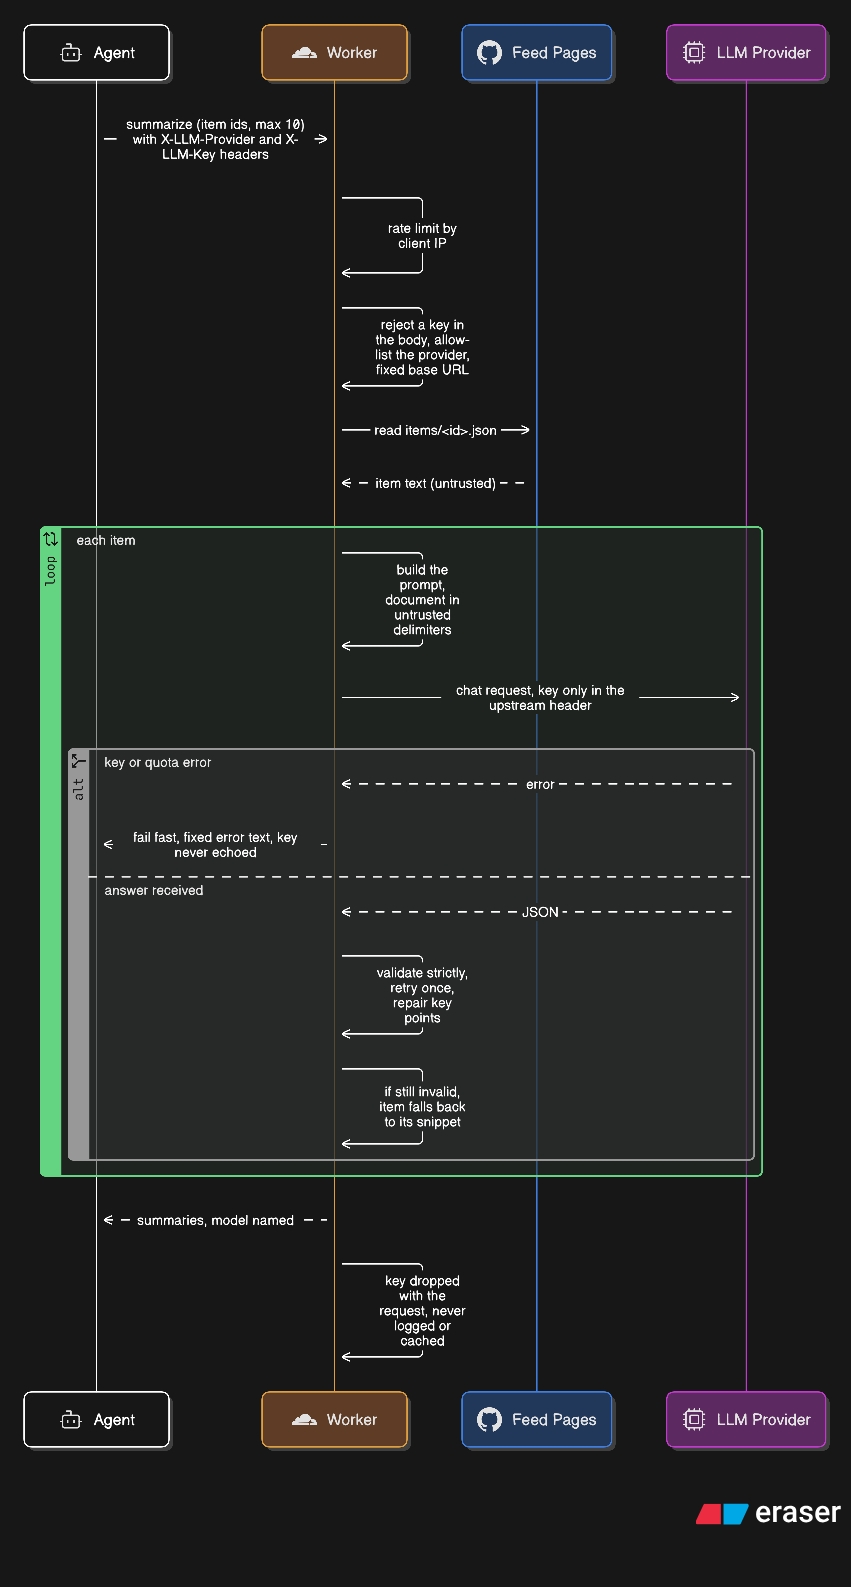 Agent
Worker
Feed Pages
LLM Provider
summarize (item ids, max 10)
with X-LLM-Provider and X-
LLM-Key headers
rate limit by
client IP
reject a key in
the body, allow-
list the provider,
fixed base URL
read items/<id>.json
item text (untrusted)
loop
each item
build the
prompt,
document in
untrusted
delimiters
chat request, key only in the
upstream header
alt
key or quota error
error
fail fast, fixed error text, key
never echoed
answer received
JSON
validate strictly,
retry once,
repair key
points
if still invalid,
item falls back
to its snippet
summaries, model named
key dropped
with the
request, never
logged or
cached
Agent
Worker
Feed Pages
LLM Provider
eraser